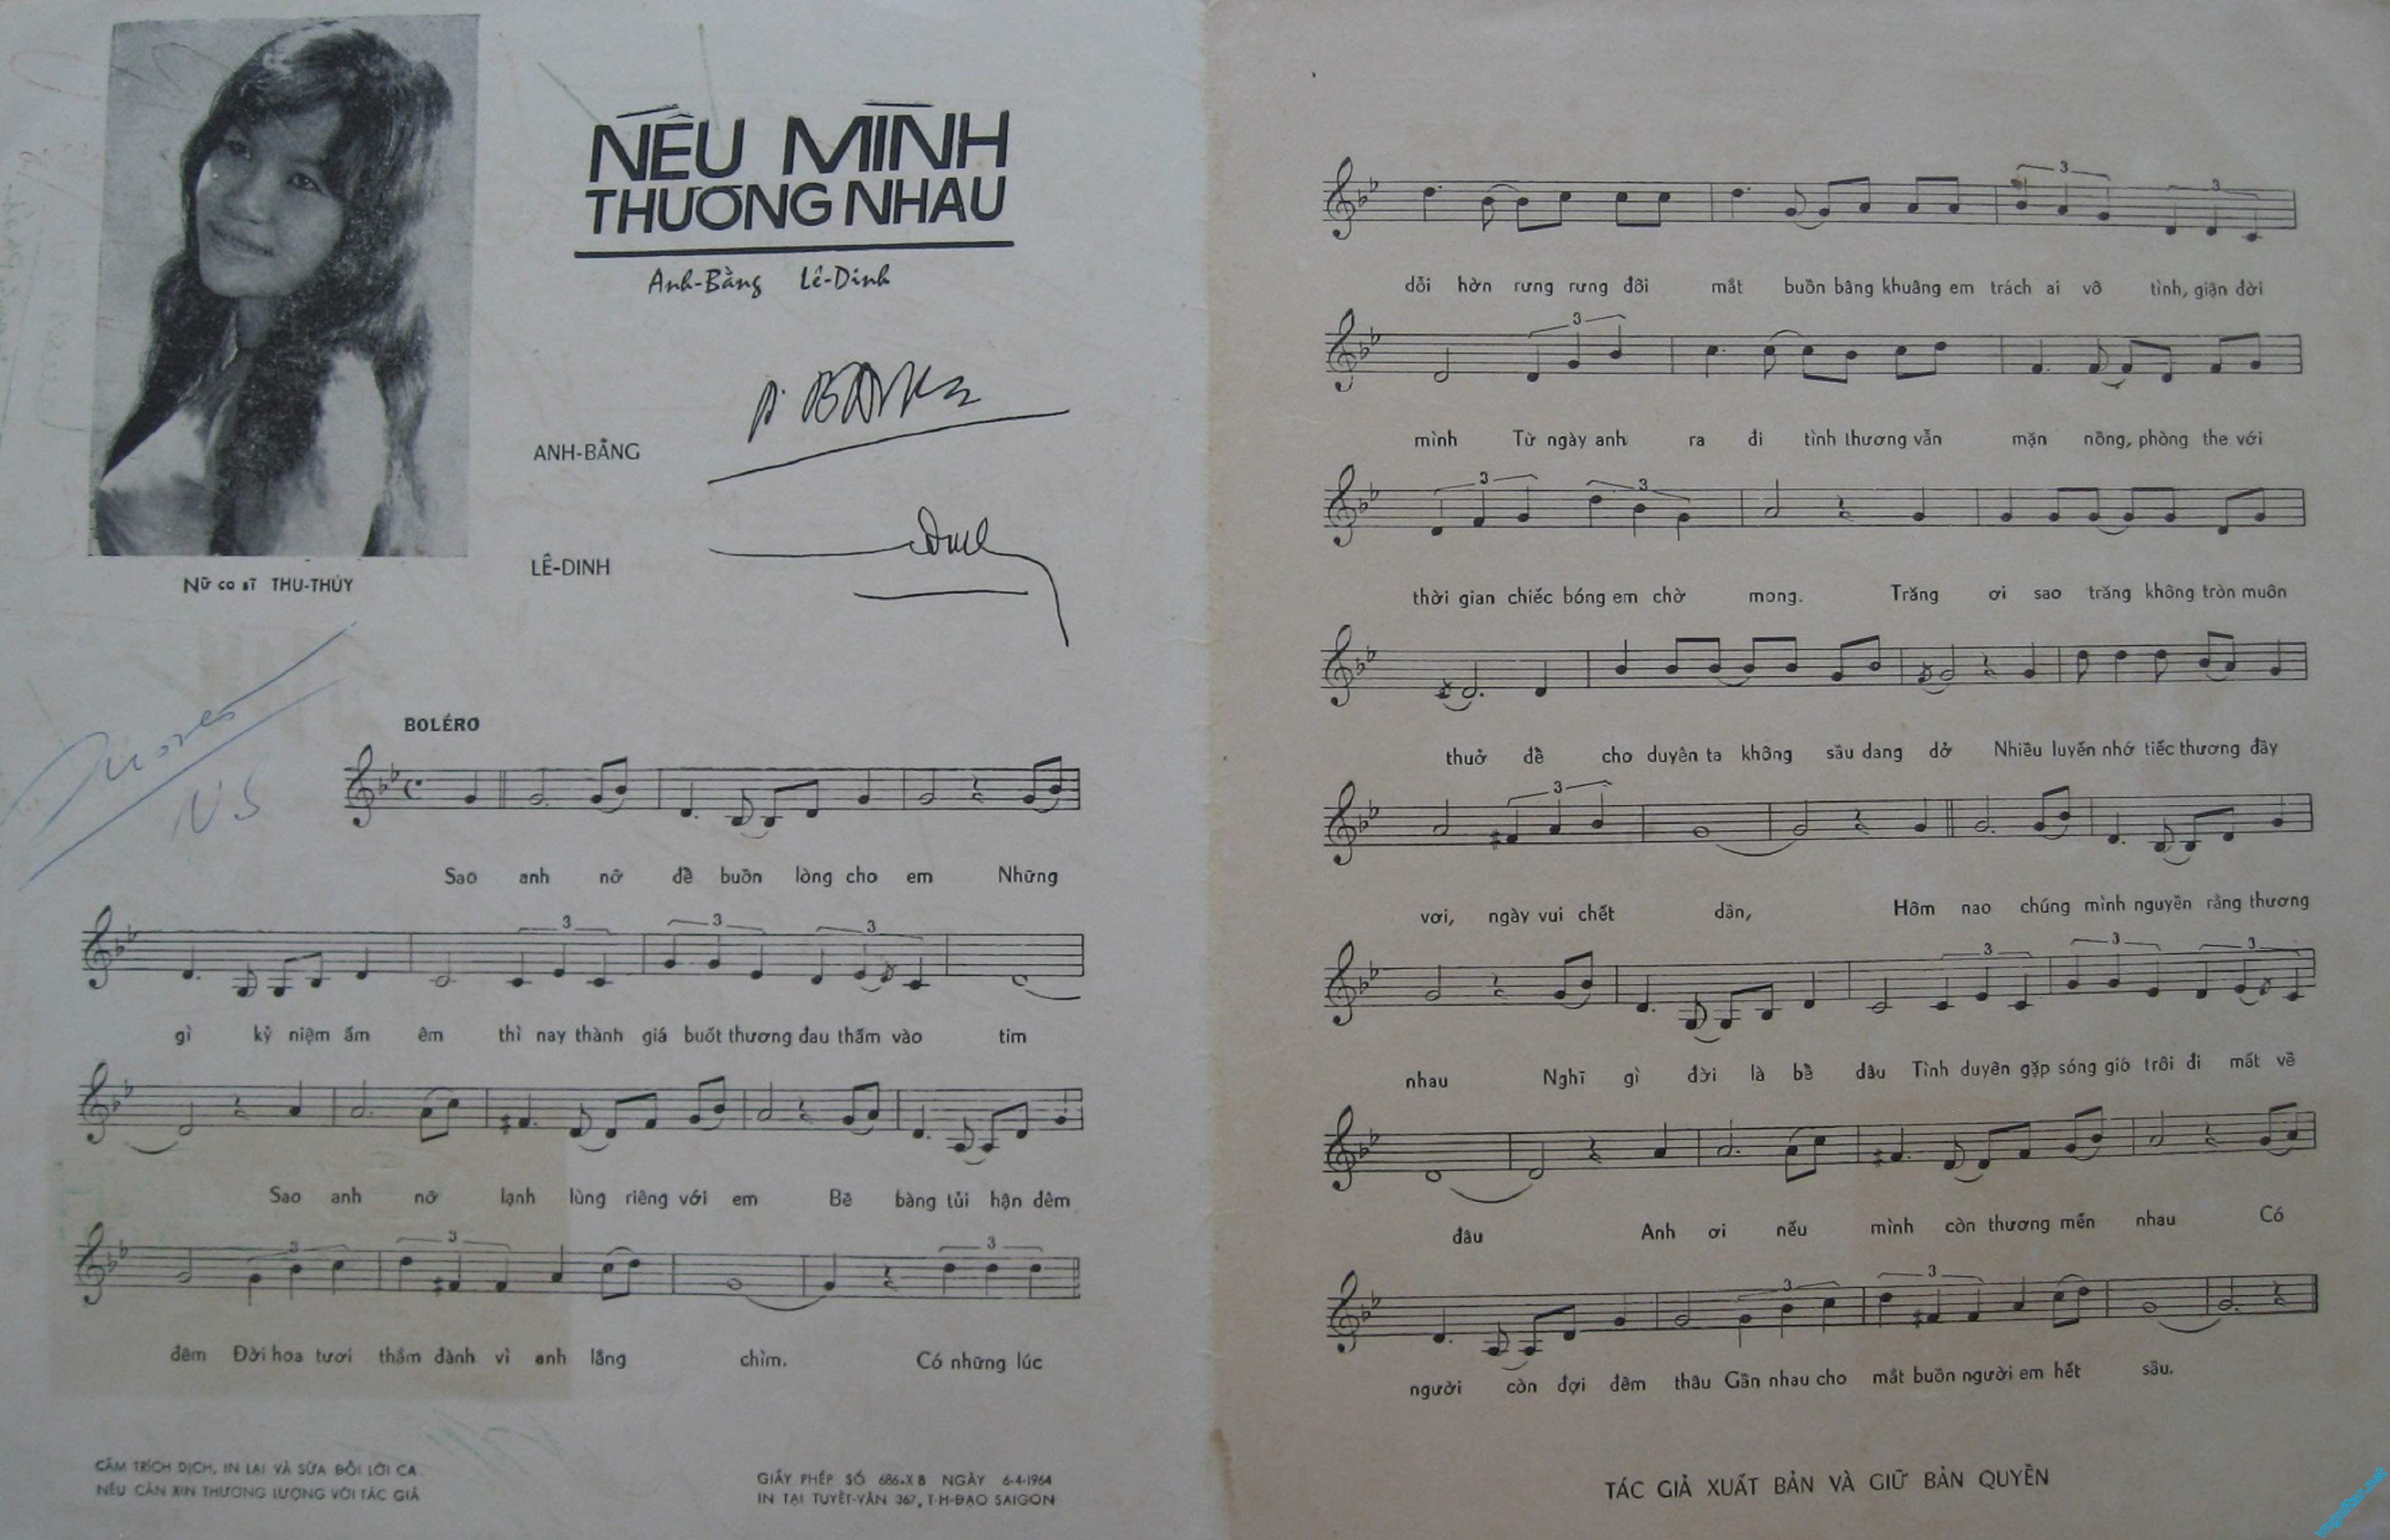 NẾU MÌNH
THƯƠNG NHAU
Anh-Bằng Lê-Dinh
ANH-BẰNG
LÊ-DINH
Nữ ca sĩ THU-THỦY
BOLÉRO
Sao anh nỡ để buồn lòng cho em Những
gì kỷ niệm ấm êm thì nay thành giá buốt thương đau thấm vào tim
Sao anh nỡ lạnh lùng riêng với em Bẽ bàng tủi hận đêm
đêm Đời hoa tươi thắm đành vì anh lắng chìm. Có những lúc
CẤM TRÍCH DỊCH, IN LẠI VÀ SỬA ĐỔI LỜI CA
NẾU CẦN XIN THƯƠNG LƯỢNG VỚI TÁC GIẢ
GIẤY PHÉP SỐ 686.XB NGÀY 6-4-1964
IN TẠI TUYẾT-VÂN 367, T-H-ĐẠO SAIGON
dỗi hờn rưng rưng đôi mắt buồn bâng khuâng em trách ai vô tình, giận đời
mình Từ ngày anh ra đi tình thương vẫn mặn nồng, phòng the với
thời gian chiếc bóng em chờ mong. Trăng ơi sao trăng không tròn muôn
thuở để cho duyên ta không sầu dang dở Nhiều luyến nhớ tiếc thương đầy
vơi, ngày vui chết dần, Hôm nao chúng mình nguyền rằng thương
nhau Nghĩ gì đời là bể dâu Tình duyên gặp sóng gió trôi đi mất về
đâu Anh ơi nếu mình còn thương mến nhau Có
người còn đợi đêm thâu Gần nhau cho mắt buồn người em hết sầu.
TÁC GIẢ XUẤT BẢN VÀ GIỮ BẢN QUYỀN